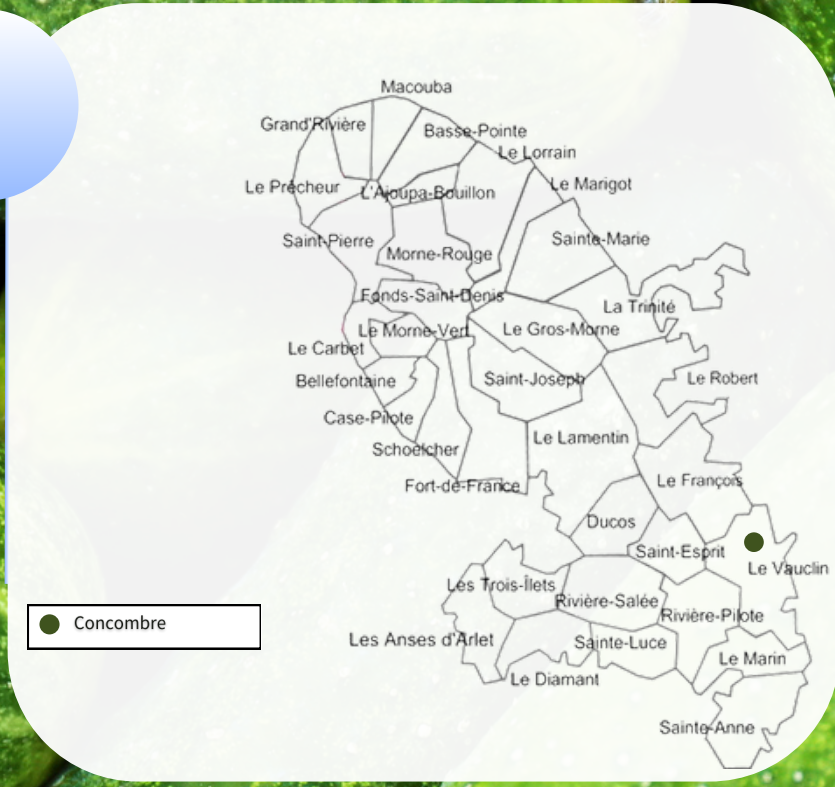 Macouba
Grand'Rivière
Basse-Pointe
Le Lorrain
Le Prêcheur
L'Ajoupa-Bouillon
Le Marigot
Saint-Pierre
Sainte-Marie
Morne-Rouge
Fonds-Saint-Denis
La Trinité
Le Morne-Vert
Le Gros-Morne
Le Carbet
Bellefontaine
Saint-Joseph
Le Robert
Case-Pilote
Schoelcher
Le Lamentin
Fort-de-France
Le François
Ducos
Saint-Esprit
Le Vauclin
Les Trois-Îlets
Rivière-Salée
Rivière-Pilote
Concombre
Les Anses d'Arlet
Sainte-Luce
Le Marin
Le Diamant
Sainte-Anne